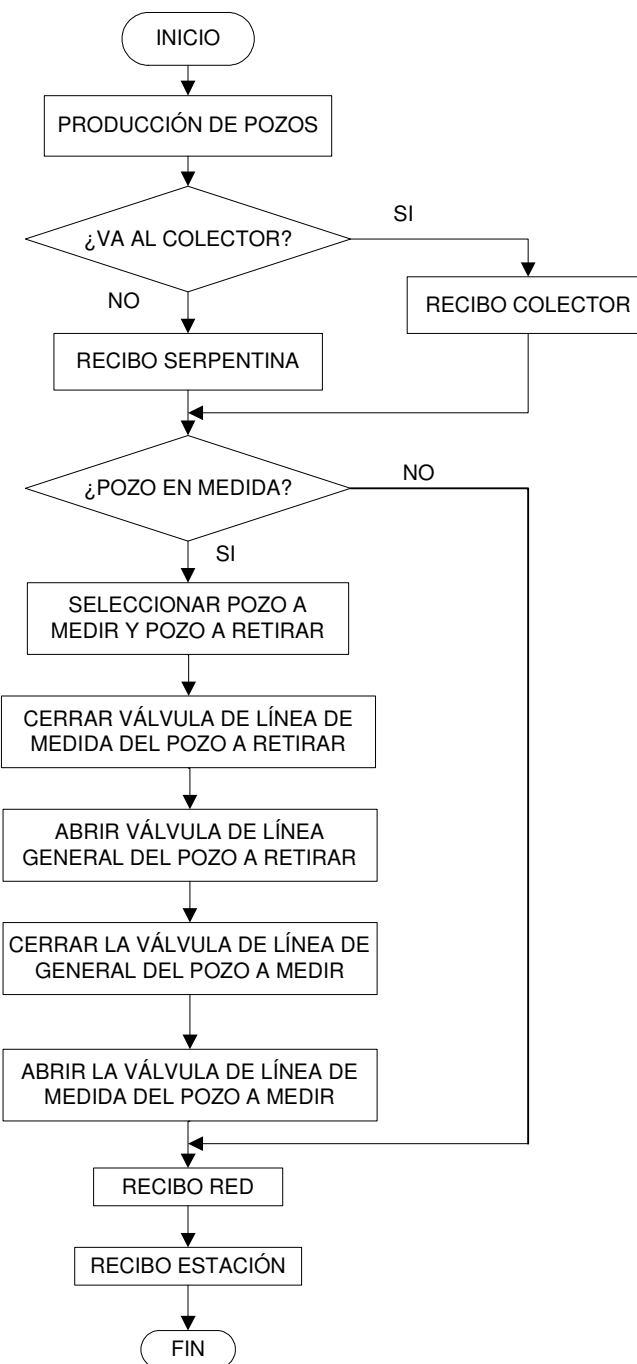 INICIO
PRODUCCIÓN DE POZOS
¿VA AL COLECTOR?
SI
NO
RECIBO COLECTOR
RECIBO SERPENTINA
¿POZO EN MEDIDA?
NO
SI
SELECCIONAR POZO A
MEDIR Y POZO A RETIRAR
CERRAR VÁLVULA DE LÍNEA DE
MEDIDA DEL POZO A RETIRAR
ABRIR VÁLVULA DE LÍNEA
GENERAL DEL POZO A RETIRAR
CERRAR LA VÁLVULA DE LÍNEA DE
GENERAL DEL POZO A MEDIR
ABRIR LA VÁLVULA DE LÍNEA DE
MEDIDA DEL POZO A MEDIR
RECIBO RED
RECIBO ESTACIÓN
FIN